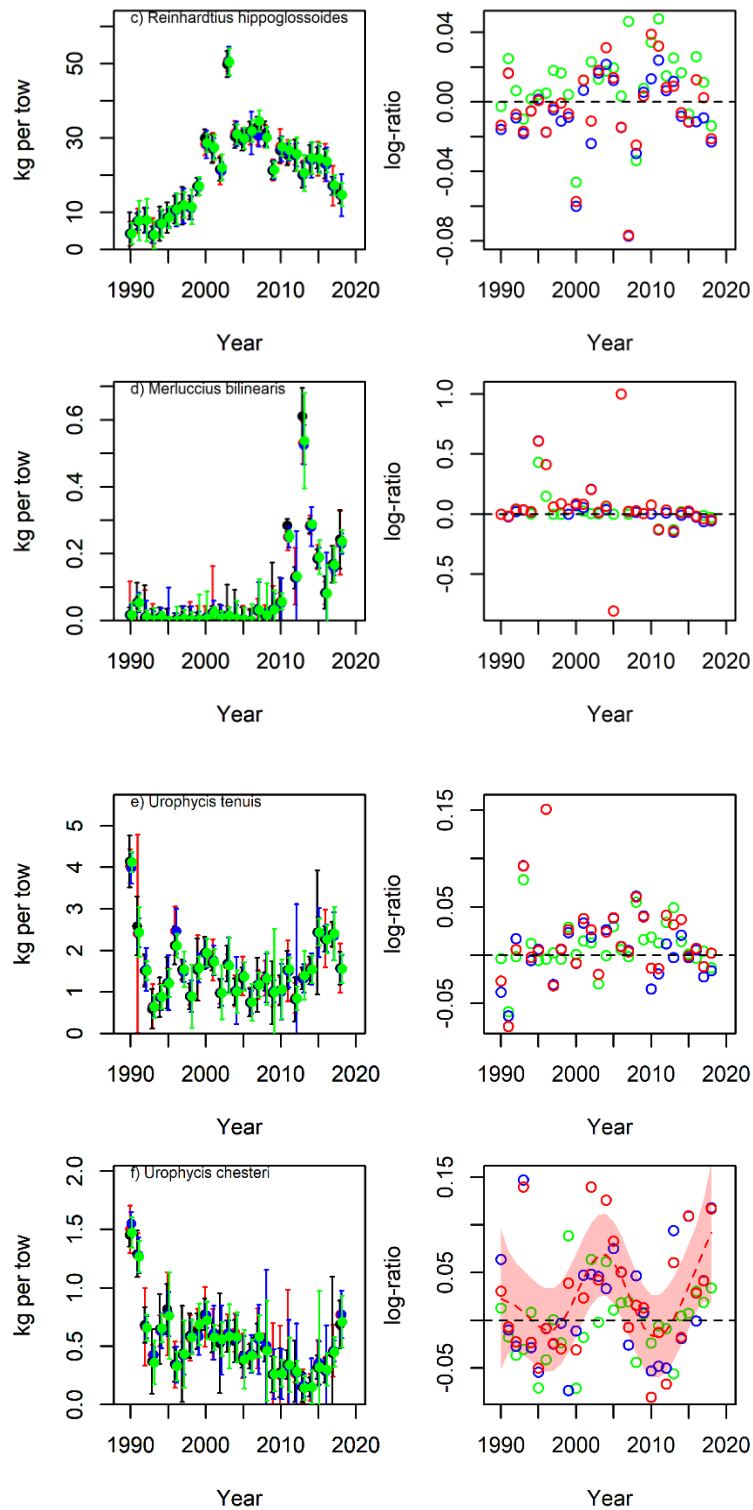 c) Reinhardtius hippoglossoides
kg per tow
0 10 30 50
1990 2000 2010 2020
Year
log-ratio
-0.08 -0.04 0.00 0.04
1990 2000 2010 2020
Year
d) Merluccius bilinearis
kg per tow
0.0 0.2 0.4 0.6
1990 2000 2010 2020
Year
log-ratio
-0.5 0.0 0.5 1.0
1990 2000 2010 2020
Year
e) Urophycis tenuis
kg per tow
0 1 2 3 4 5
1990 2000 2010 2020
Year
log-ratio
-0.05 0.05 0.15
1990 2000 2010 2020
Year
f) Urophycis chesteri
kg per tow
0.0 0.5 1.0 1.5 2.0
1990 2000 2010 2020
Year
log-ratio
-0.05 0.05 0.15
1990 2000 2010 2020
Year